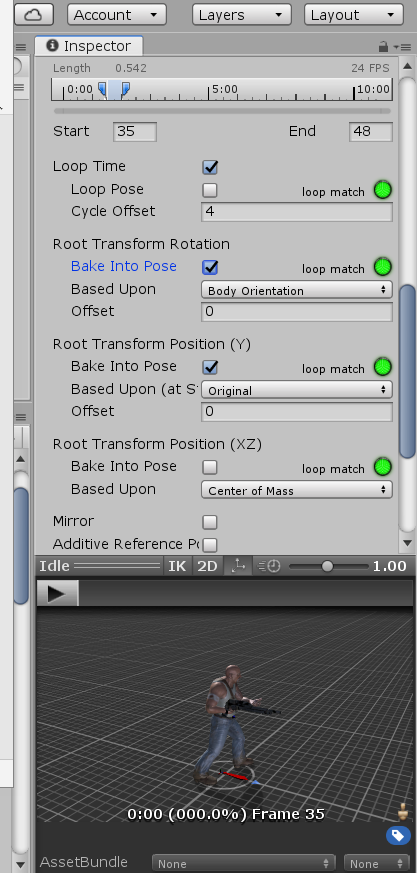 Account Layers Layout
Inspector
Length 0.542 24 FPS
0:00 5:00 10:00
Start 35 End 48
Loop Time
Loop Pose loop match
Cycle Offset 4
Root Transform Rotation
Bake Into Pose loop match
Based Upon Body Orientation
Offset 0
Root Transform Position (Y)
Bake Into Pose loop match
Based Upon (at S Original
Offset 0
Root Transform Position (XZ)
Bake Into Pose loop match
Based Upon Center of Mass
Mirror
Additive Reference P
Idle IK 2D 1.00
0:00 (000.0%) Frame 35
AssetBundle None None